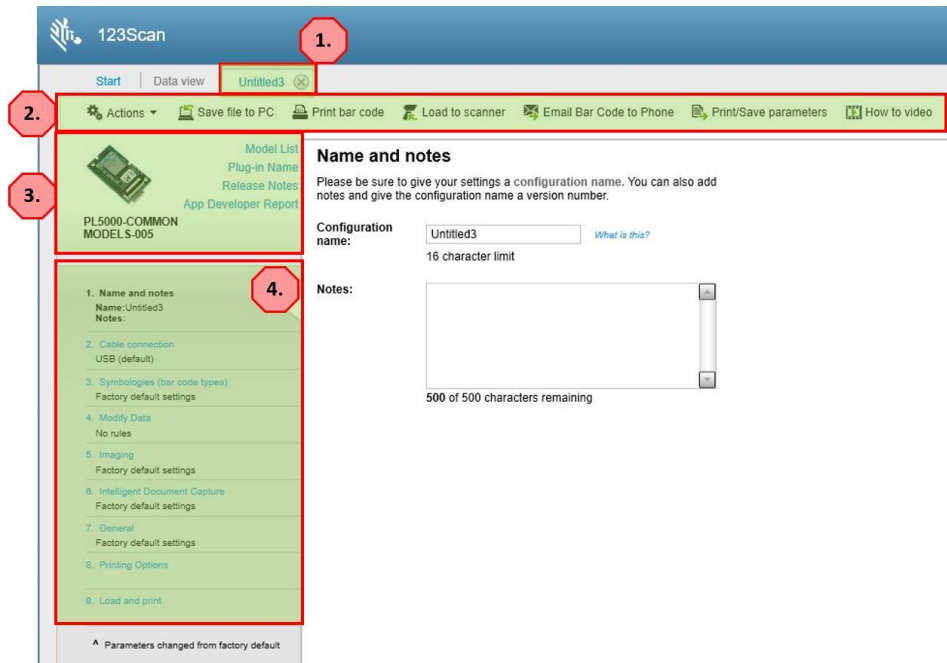 123Scan
1.
Start
Data view
Untitled3
2.
Actions
Save file to PC
Print bar code
Load to scanner
Email Bar Code to Phone
Print/Save parameters
How to video
3.
Model List
Plug-in Name
Release Notes
App Developer Report
PL5000-COMMON
MODELS-005
4.
1. Name and notes
Name:Untitled3
Notes:
2. Cable connection
USB (default)
3. Symbologies (bar code types)
Factory default settings
4. Modify Data
No rules
5. Imaging
Factory default settings
6. Intelligent Document Capture
Factory default settings
7. General
Factory default settings
8. Printing Options
9. Load and print
^ Parameters changed from factory default
Name and notes
Please be sure to give your settings a configuration name. You can also add
notes and give the configuration name a version number.
Configuration
name:
Untitled3
What is this?
16 character limit
Notes:
500 of 500 characters remaining